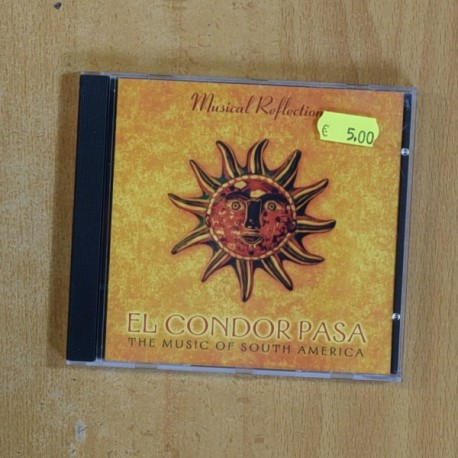 Musical Reflection
€ 5,00
EL CONDOR PASA
THE MUSIC OF SOUTH AMERICA